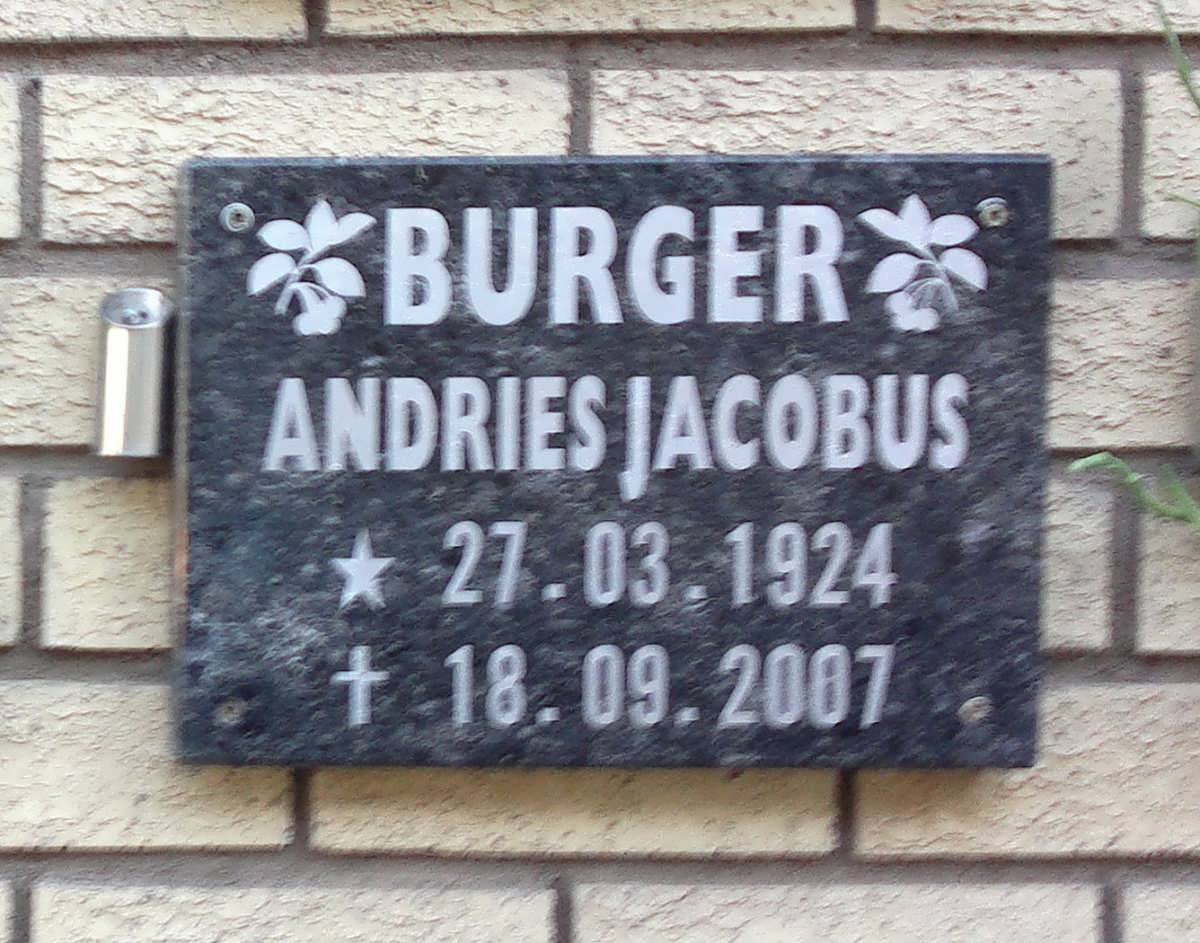 BURGER
ANDRIES JACOBUS
★ 27.03.1924
✝ 18.09.2007